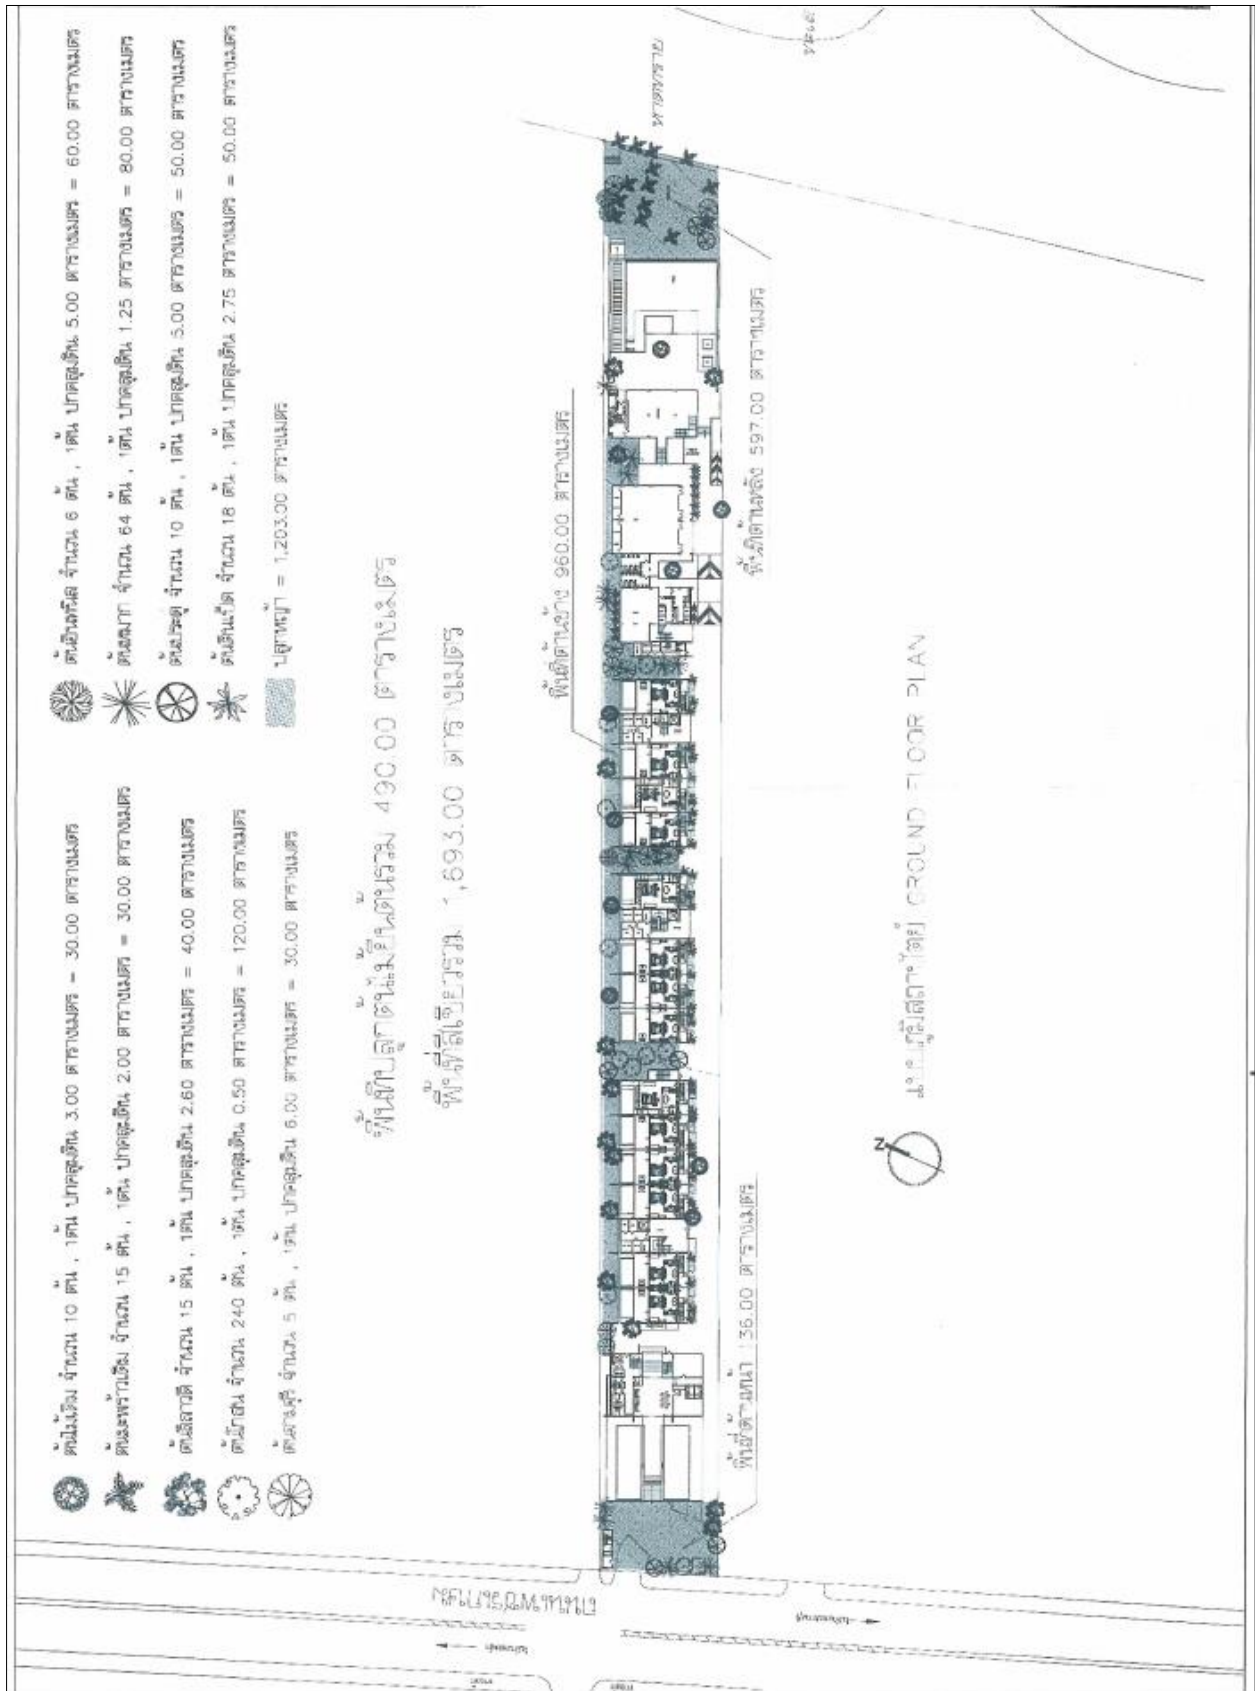 ต้นไม้เดิม จำนวน 10 ต้น , 1ต้น ปกคลุมดิน 3.00 ตารางเมตร = 30.00 ตารางเมตร
ต้นมะพร้าวเดิม จำนวน 15 ต้น , 1ต้น ปกคลุมดิน 2.00 ตารางเมตร = 30.00 ตารางเมตร
ต้นลีลาวดี จำนวน 15 ต้น , 1ต้น ปกคลุมดิน 2.60 ตารางเมตร = 40.00 ตารางเมตร
จำนวน 240 ต้น , 1ต้น ปกคลุมดิน 0.50 ตารางเมตร = 120.00 ตารางเมตร
ต้นจามจุรี จำนวน 5 ต้น , 1ต้น ปกคลุมดิน 6.00 ตารางเมตร = 30.00 ตารางเมตร
ต้นอินทนิล จำนวน 6 ต้น , 1ต้น ปกคลุมดิน 5.00 ตารางเมตร = 60.00 ตารางเมตร
ต้นหมาก จำนวน 64 ต้น , 1ต้น ปกคลุมดิน 1.25 ตารางเมตร = 80.00 ตารางเมตร
ต้นประดู่ จำนวน 10 ต้น , 1ต้น ปกคลุมดิน 5.00 ตารางเมตร = 50.00 ตารางเมตร
ต้นตีนเป็ด จำนวน 18 ต้น , 1ต้น ปกคลุมดิน 2.75 ตารางเมตร = 50.00 ตารางเมตร
ปลูกหญ้า = 1,203.00 ตารางเมตร
พื้นที่ปลูกต้นไม้ยืนต้นรวม 490.00 ตารางเมตร
พื้นที่สีเขียวรวม 1,693.00 ตารางเมตร
พื้นที่ด้านข้าง 960.00 ตารางเมตร
พื้นที่ด้านหลัง 597.00 ตารางเมตร
พื้นที่ด้านหน้า 136.00 ตารางเมตร
หาดทราย
ทะเล
ถนนเพชรเกษม
Z
GROUND FLOOR PLAN